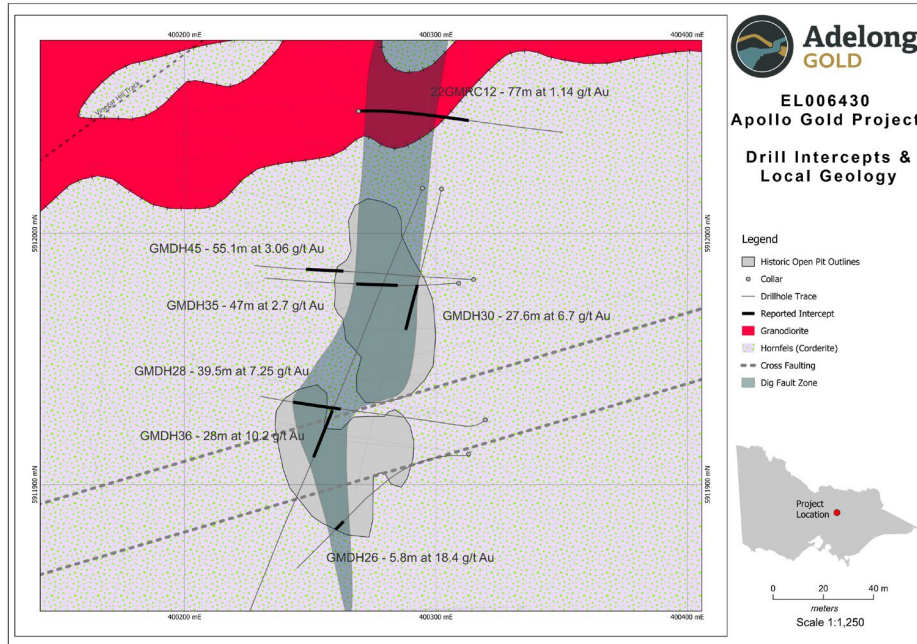 400200 mE
400300 mE
400400 mE
Adelong
GOLD
EL006430
Apollo Gold Project
Drill Intercepts &
Local Geology
Vinegar Hill Track
22GMRC12 - 77m at 1.14 g/t Au
5912000 mN
5912000 mN
GMDH45 - 55.1m at 3.06 g/t Au
GMDH35 - 47m at 2.7 g/t Au
GMDH30 - 27.6m at 6.7 g/t Au
GMDH28 - 39.5m at 7.25 g/t Au
GMDH36 - 28m at 10.2 g/t Au
5911900 mN
5911900 mN
GMDH26 - 5.8m at 18.4 g/t Au
400200 mE
400300 mE
400400 mE
Legend
Historic Open Pit Outlines
Collar
Drillhole Trace
Reported Intercept
Granodiorite
Hornfels (Corderite)
Cross Faulting
Dig Fault Zone
Project
Location
0 20 40 m
meters
Scale 1:1,250